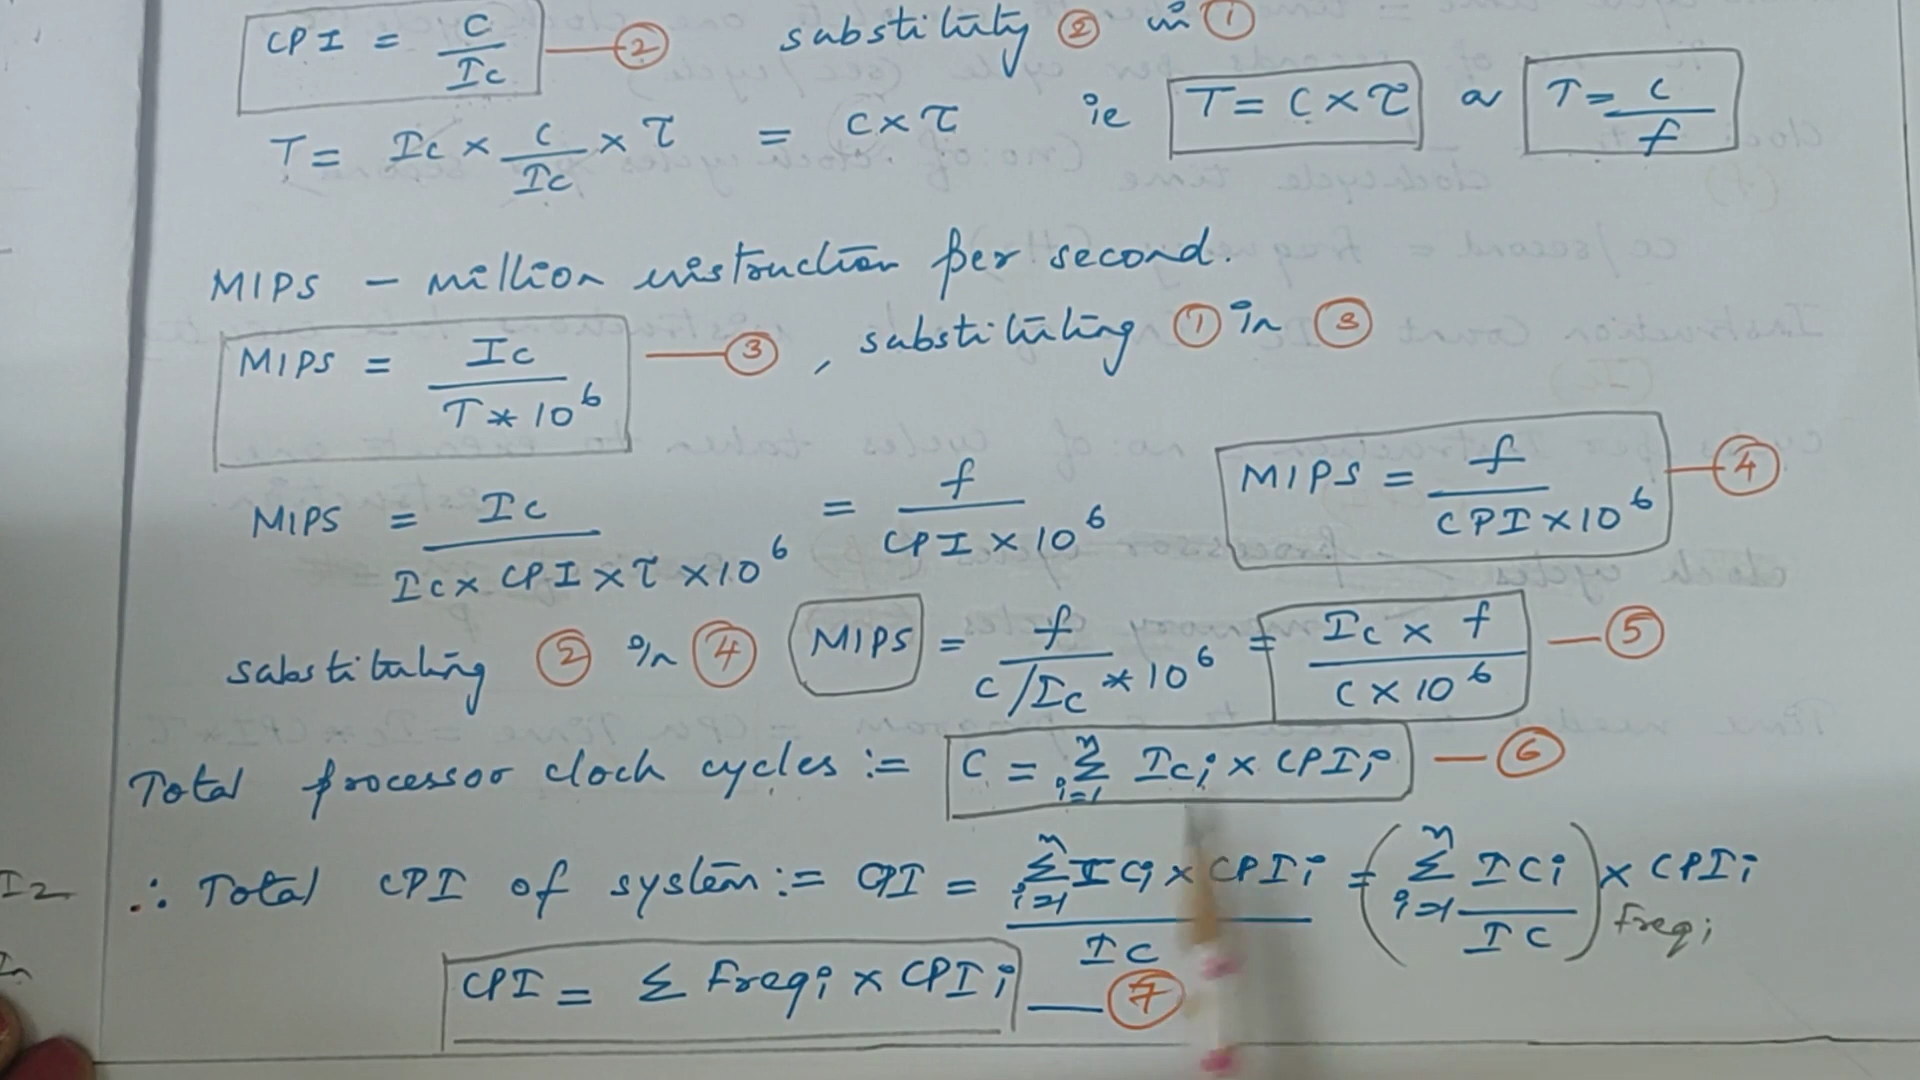 CPI = C / Ic — ② substituting ② in ①
T = Ic × C / Ic × τ = C × τ ie T = C × τ or T = C / f
MIPS – million instruction per second.
MIPS = Ic / T * 10^6 — ③ , substituting ① in ③
MIPS = Ic / Ic × CPI × τ × 10^6 = f / CPI × 10^6 MIPS = f / CPI × 10^6 — ④
substituting ② in ④ MIPS = f / C/Ic * 10^6 = Ic × f / C × 10^6 — ⑤
Total processor clock cycles := C = Σ i=1 n Ici × CPIi — ⑥
∴ Total CPI of system := CPI = Σ i=1 n ICi × CPIi / IC = ( Σ i=1 n ICi / IC ) × CPIi
Freqi
CPI = Σ Freqi × CPIi — ⑦
I2